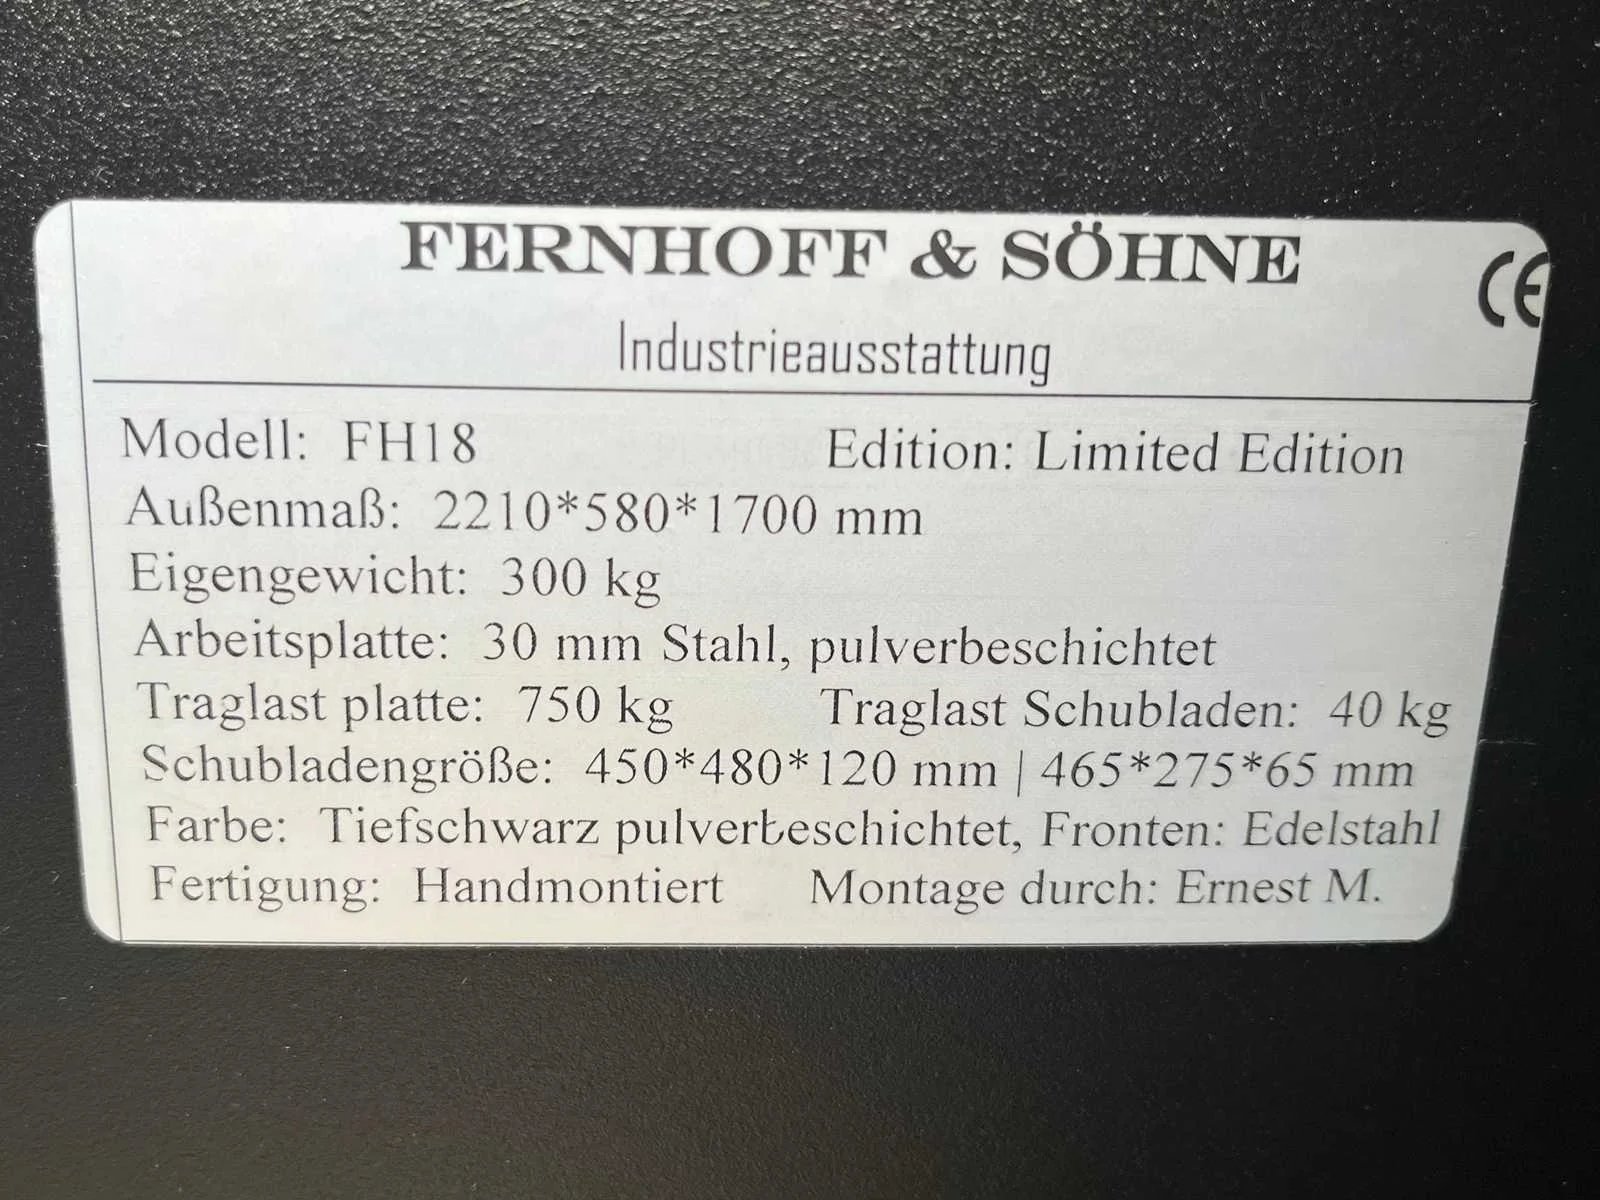 FERNHOFF & SÖHNE
CE
Industrieausstattung
Modell: FH18 Edition: Limited Edition
Außenmaß: 2210*580*1700 mm
Eigengewicht: 300 kg
Arbeitsplatte: 30 mm Stahl, pulverbeschichtet
Traglast platte: 750 kg Traglast Schubladen: 40 kg
Schubladengröße: 450*480*120 mm | 465*275*65 mm
Farbe: Tiefschwarz pulverbeschichtet, Fronten: Edelstahl
Fertigung: Handmontiert Montage durch: Ernest M.